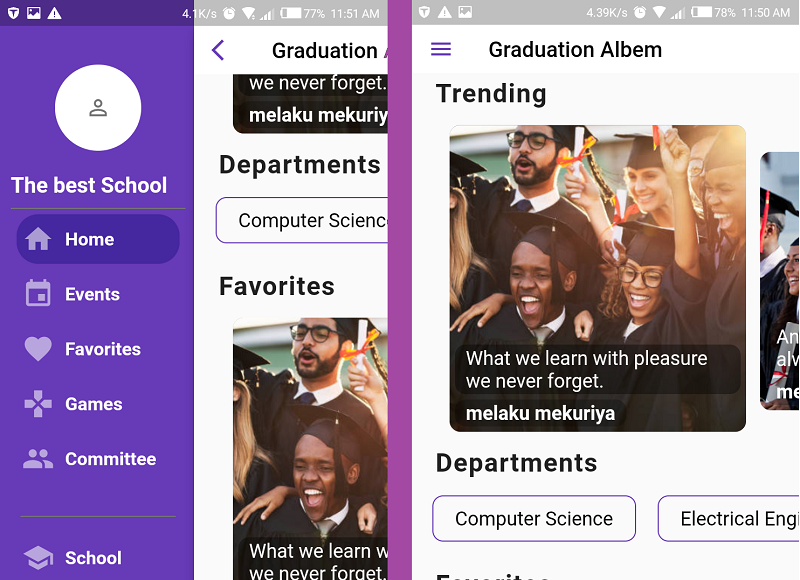 4.1K/s 77% 11:51 AM
Graduation
we never forget.
melaku mekuriy
The best School
Departments
Home
Computer Scienc
Events
Favorites
Favorites
Games
Committee
What we learn w
School
we never forget.
4.39K/s 78% 11:50 AM
Graduation Albem
Trending
What we learn with pleasure
we never forget.
melaku mekuriya
An
alv
me
Departments
Computer Science
Electrical Engi
Favorites